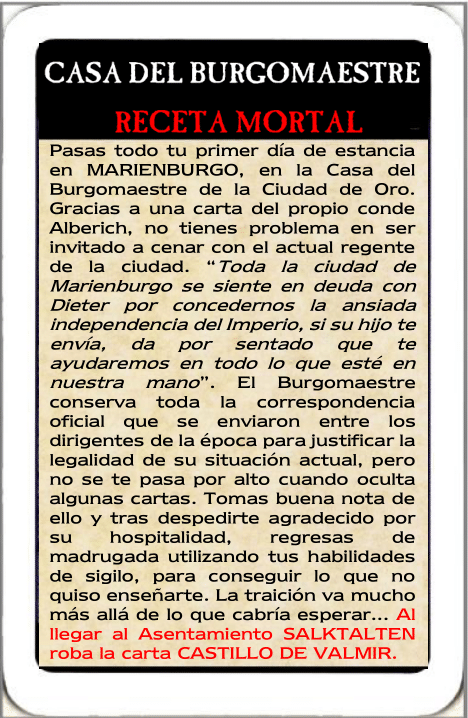 CASA DEL BURGOMAESTRE
RECETA MORTAL
Pasas todo tu primer día de estancia
en MARIENBURGO, en la Casa del
Burgomaestre de la Ciudad de Oro.
Gracias a una carta del propio conde
Alberich, no tienes problema en ser
invitado a cenar con el actual regente
de la ciudad. “Toda la ciudad de
Marienburgo se siente en deuda con
Dieter por concedernos la ansiada
independencia del Imperio, si su hijo te
envía, da por sentado que te
ayudaremos en todo lo que esté en
nuestra mano”. El Burgomaestre
conserva toda la correspondencia
oficial que se enviaron entre los
dirigentes de la época para justificar la
legalidad de su situación actual, pero
no se te pasa por alto cuando oculta
algunas cartas. Tomas buena nota de
ello y tras despedirte agradecido por
su hospitalidad, regresas de
madrugada utilizando tus habilidades
de sigilo, para conseguir lo que no
quiso enseñarte. La traición va mucho
más allá de lo que cabría esperar... Al
llegar al Asentamiento SALKTALTEN
roba la carta CASTILLO DE VALMIR.